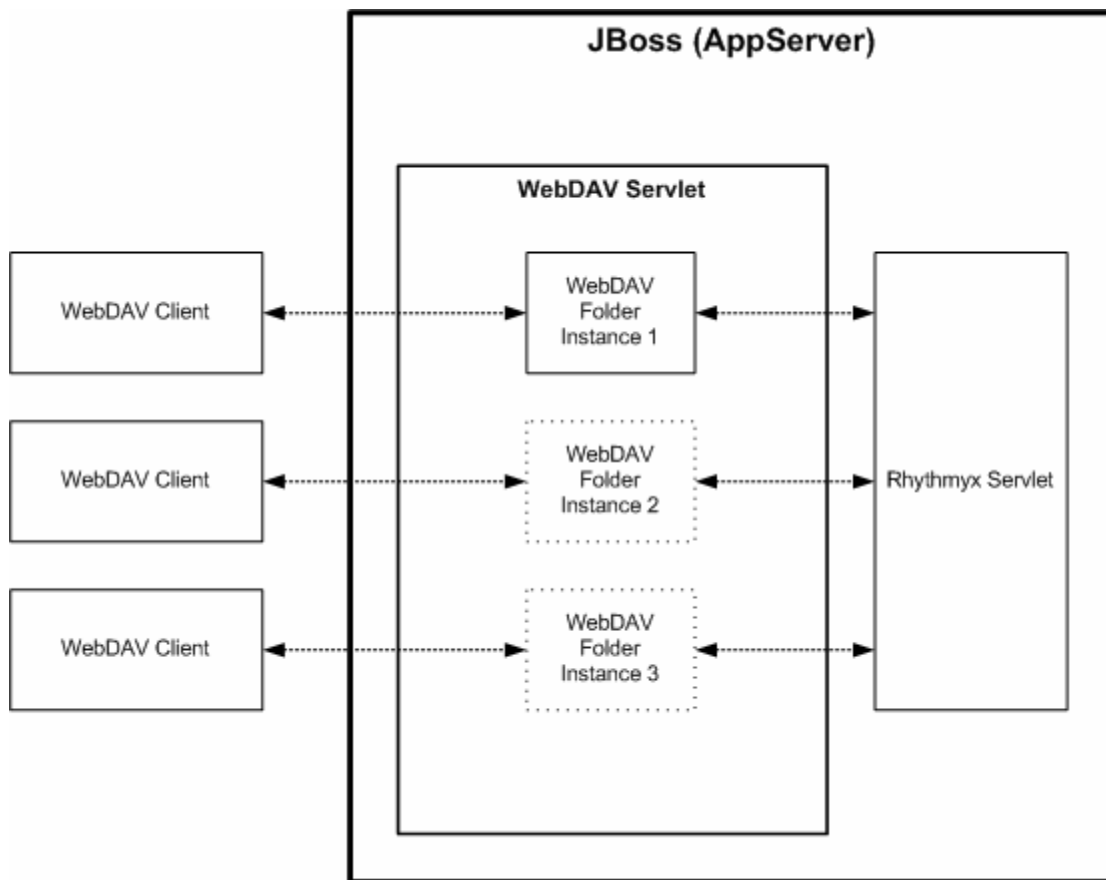 JBoss (AppServer)
WebDAV Servlet
WebDAV Client
WebDAV
Folder
Instance 1
WebDAV Client
WebDAV
Folder
Instance 2
Rhythmyx Servlet
WebDAV Client
WebDAV
Folder
Instance 3